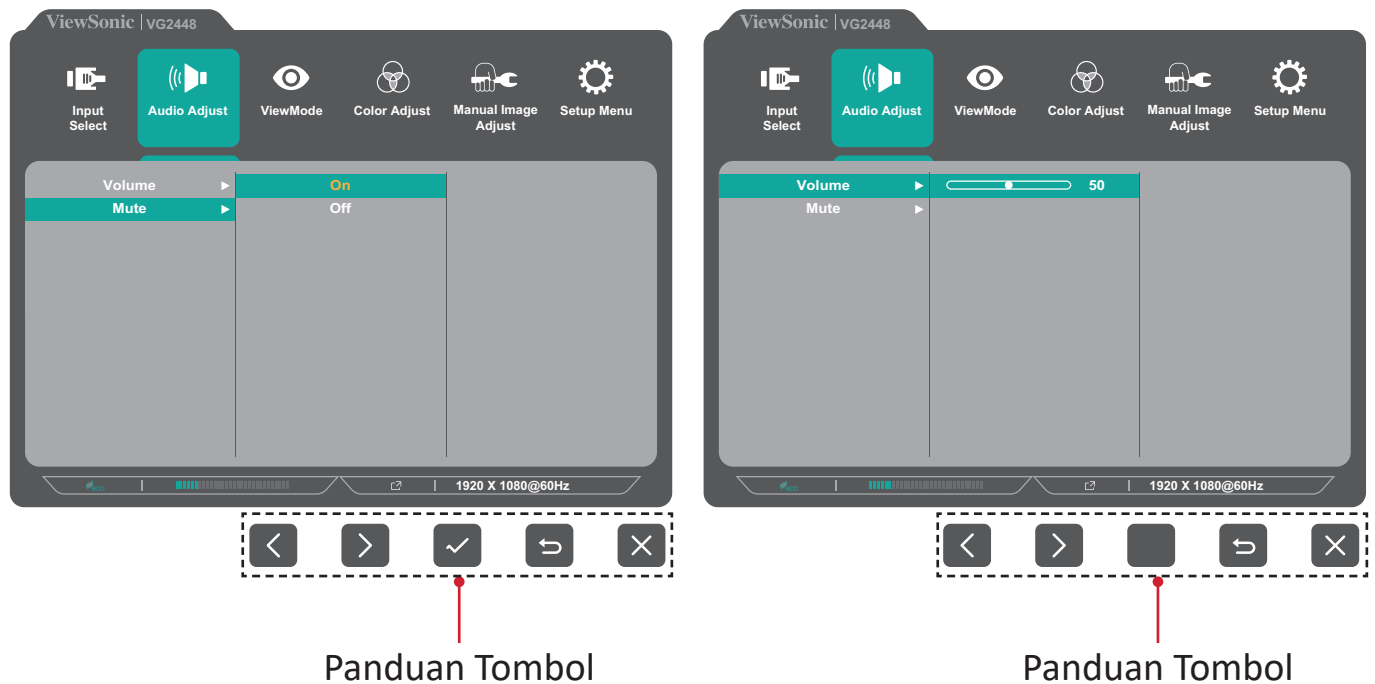 ViewSonic | VG2448
Input Select
Audio Adjust
ViewMode
Color Adjust
Manual Image Adjust
Setup Menu
Volume
On
Mute
Off
eco
1920 X 1080@60Hz
Panduan Tombol
ViewSonic | VG2448
Input Select
Audio Adjust
ViewMode
Color Adjust
Manual Image Adjust
Setup Menu
Volume
50
Mute
eco
1920 X 1080@60Hz
Panduan Tombol